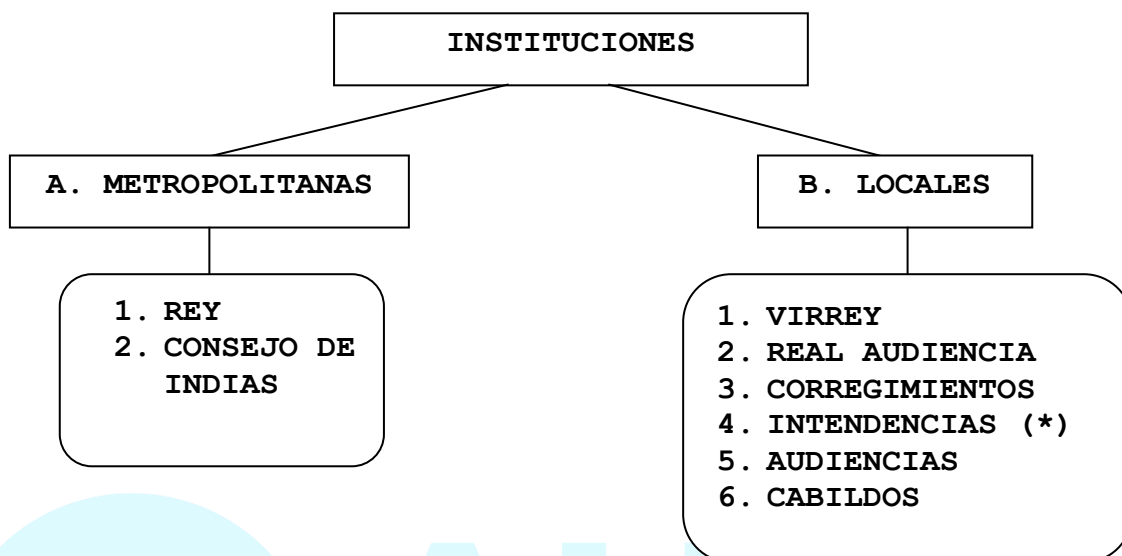 INSTITUCIONES
A. METROPOLITANAS
B. LOCALES
1. REY
2. CONSEJO DE
INDIAS
1. VIRREY
2. REAL AUDIENCIA
3. CORREGIMIENTOS
4. INTENDENCIAS (*)
5. AUDIENCIAS
6. CABILDOS